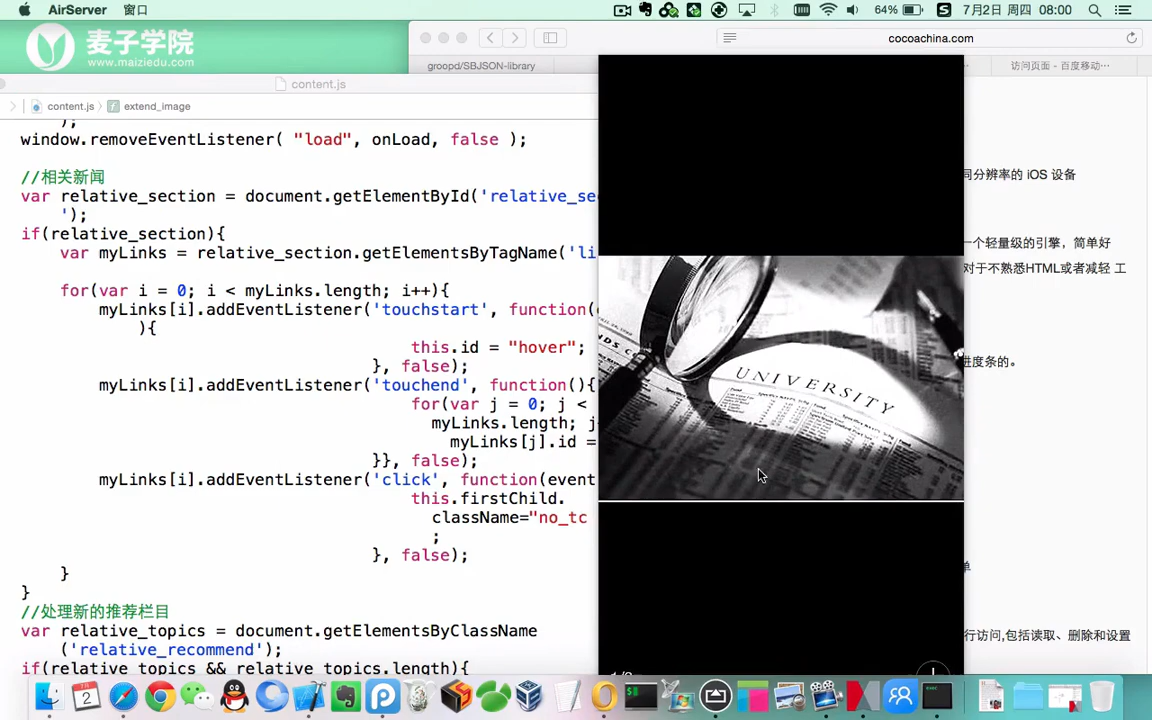 AirServer 窗口 64% 7月2日 周四 08:00
麦子学院
www.maiziedu.com
cocoachina.com
groopd/SBJSON-library
访问页面 - 百度移动…
content.js
content.js extend_image
);
window.removeEventListener( "load", onLoad, false );
//相关新闻
var relative_section = document.getElementById('relative_se
');
if(relative_section){
var myLinks = relative_section.getElementsByTagName('li
for(var i = 0; i < myLinks.length; i++){
myLinks[i].addEventListener('touchstart', function(
){
this.id = "hover";
}, false);
myLinks[i].addEventListener('touchend', function(){
for(var j = 0; j <
myLinks.length; j
myLinks[j].id =
}}, false);
myLinks[i].addEventListener('click', function(event
this.firstChild.
className="no_tc
;
}, false);
}
}
//处理新的推荐栏目
var relative_topics = document.getElementsByClassName
('relative_recommend');
if(relative_topics && relative_topics.length){
UNIVERSITY
同分辨率的 iOS 设备
一个轻量级的引擎，简单好
对于不熟悉HTML或者减轻 工
进度条的。
单
行访问,包括读取、删除和设置